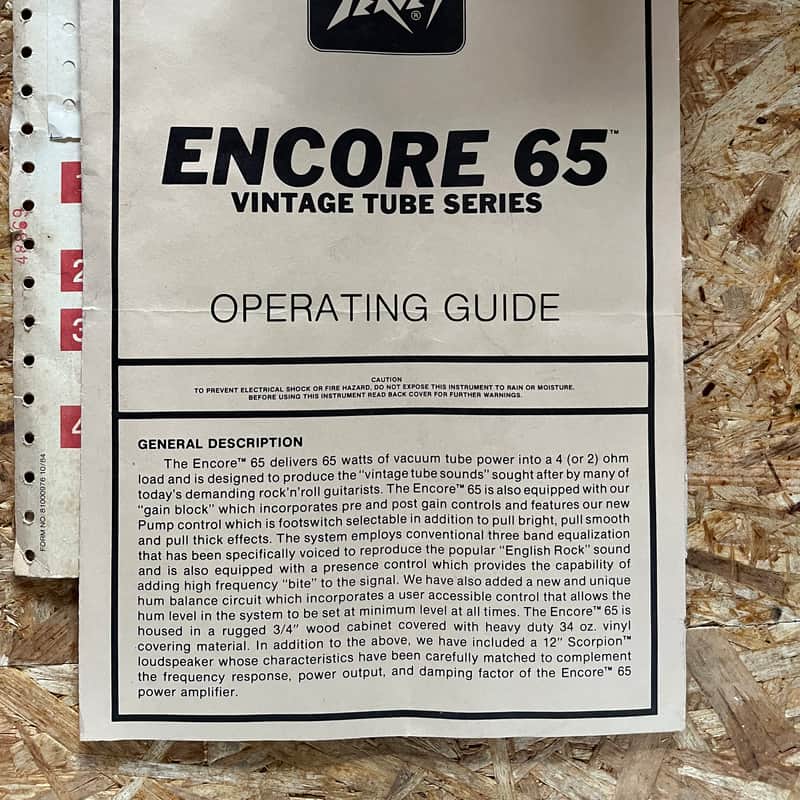 PEAVEY®
ENCORE 65™
VINTAGE TUBE SERIES
OPERATING GUIDE
CAUTION
TO PREVENT ELECTRICAL SHOCK OR FIRE HAZARD, DO NOT EXPOSE THIS INSTRUMENT TO RAIN OR MOISTURE.
BEFORE USING THIS INSTRUMENT READ BACK COVER FOR FURTHER WARNINGS.
GENERAL DESCRIPTION
The Encore™ 65 delivers 65 watts of vacuum tube power into a 4 (or 2) ohm
load and is designed to produce the "vintage tube sounds" sought after by many of
today's demanding rock'n'roll guitarists. The Encore™ 65 is also equipped with our
"gain block" which incorporates pre and post gain controls and features our new
Pump control which is footswitch selectable in addition to pull bright, pull smooth
and pull thick effects. The system employs conventional three band equalization
that has been specifically voiced to reproduce the popular "English Rock" sound
and is also equipped with a presence control which provides the capability of
adding high frequency "bite" to the signal. We have also added a new and unique
hum balance circuit which incorporates a user accessible control that allows the
hum level in the system to be set at minimum level at all times. The Encore™ 65 is
housed in a rugged 3/4" wood cabinet covered with heavy duty 34 oz. vinyl
covering material. In addition to the above, we have included a 12" Scorpion™
loudspeaker whose characteristics have been carefully matched to complement
the frequency response, power output, and damping factor of the Encore™ 65
power amplifier.
1
2
3
4
48869
FORM NO. 81000976 10/84